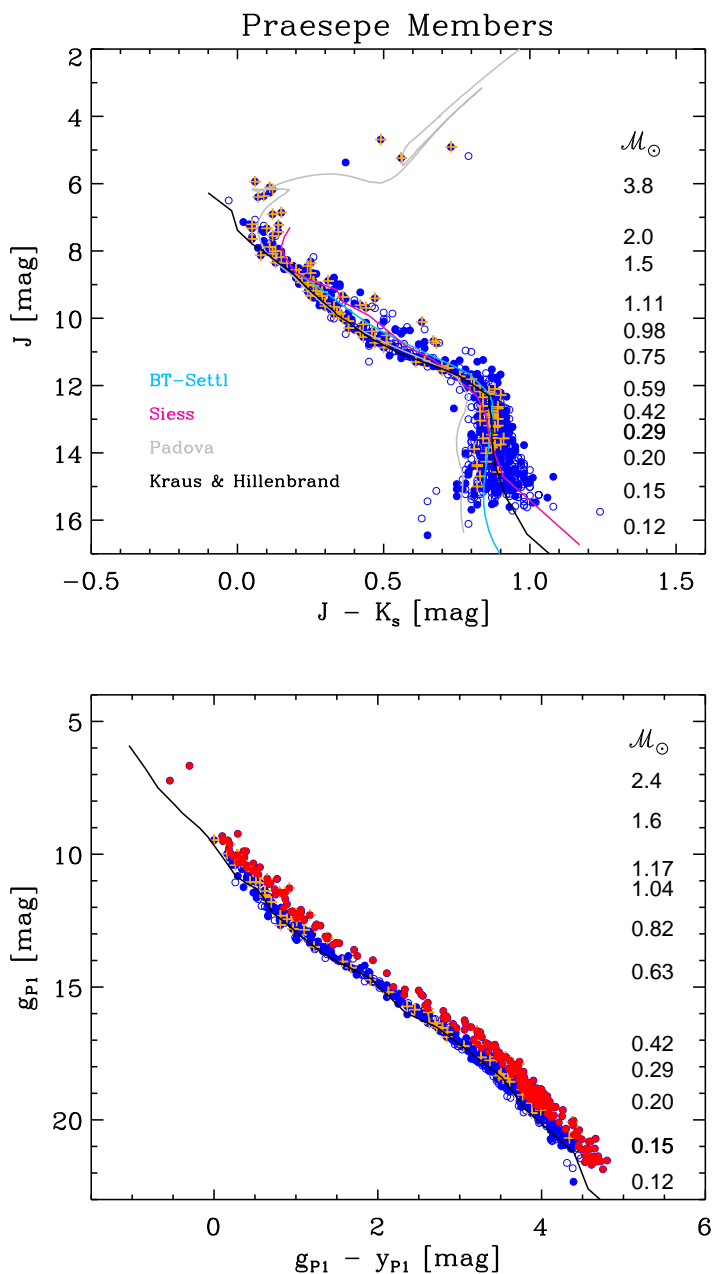 Praesepe Members
2
4
6
8
10
12
14
16
J [mag]
ℳ☉
3.8
2.0
1.5
1.11
0.98
0.75
0.59
0.42
0.29
0.20
0.15
0.12
BT-Settl
Siess
Padova
Kraus & Hillenbrand
−0.5 0.0 0.5 1.0 1.5
J − Ks [mag]
5
10
15
20
gP1 [mag]
ℳ☉
2.4
1.6
1.17
1.04
0.82
0.63
0.42
0.29
0.20
0.15
0.12
0 2 4 6
gP1 − yP1 [mag]